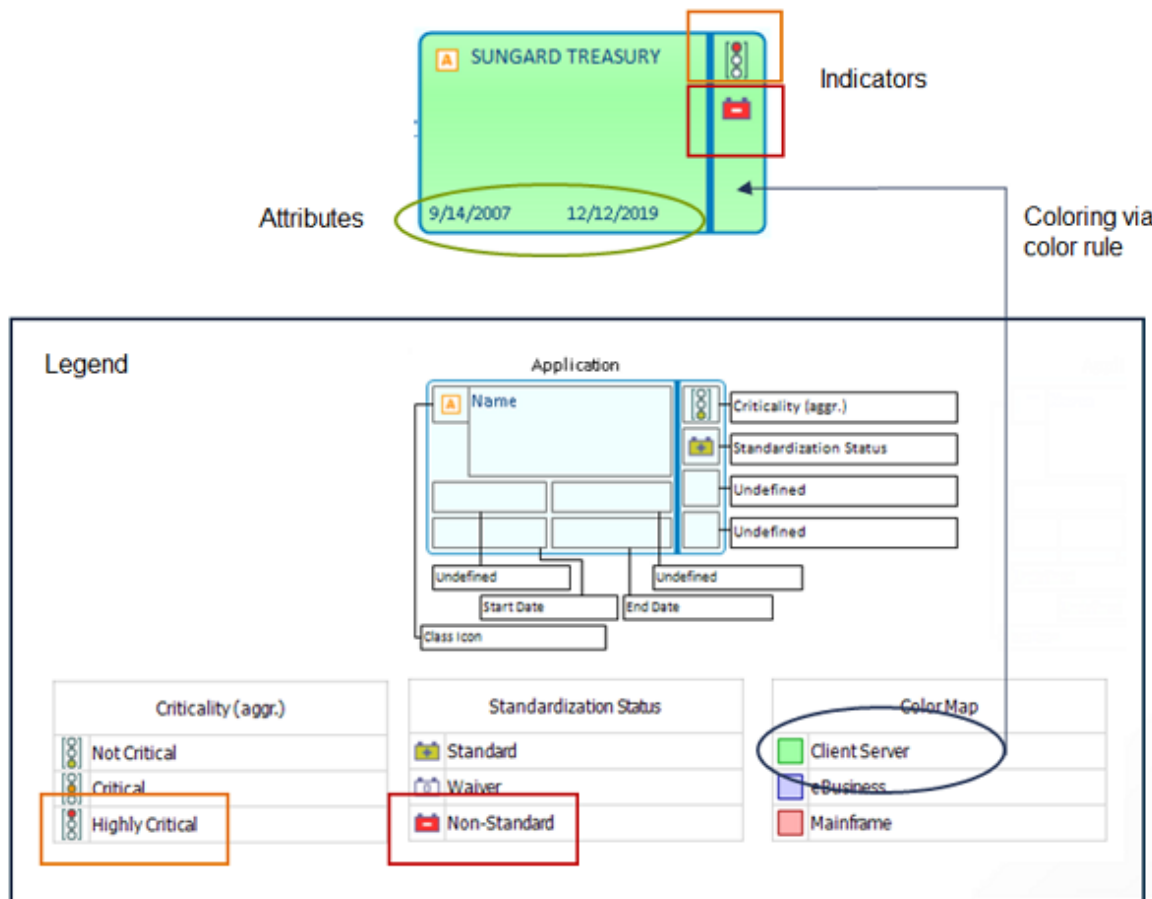 A SUNGARD TREASURY
Indicators
Attributes
9/14/2007 12/12/2019
Coloring via
color rule
Legend
Application
A Name
Criticality (aggr.)
Standardization Status
Undefined
Undefined
Undefined
Undefined
Start Date
End Date
Class Icon
Criticality (aggr.)
Not Critical
Critical
Highly Critical
Standardization Status
Standard
Waiver
Non-Standard
Color Map
Client Server
eBusiness
Mainframe